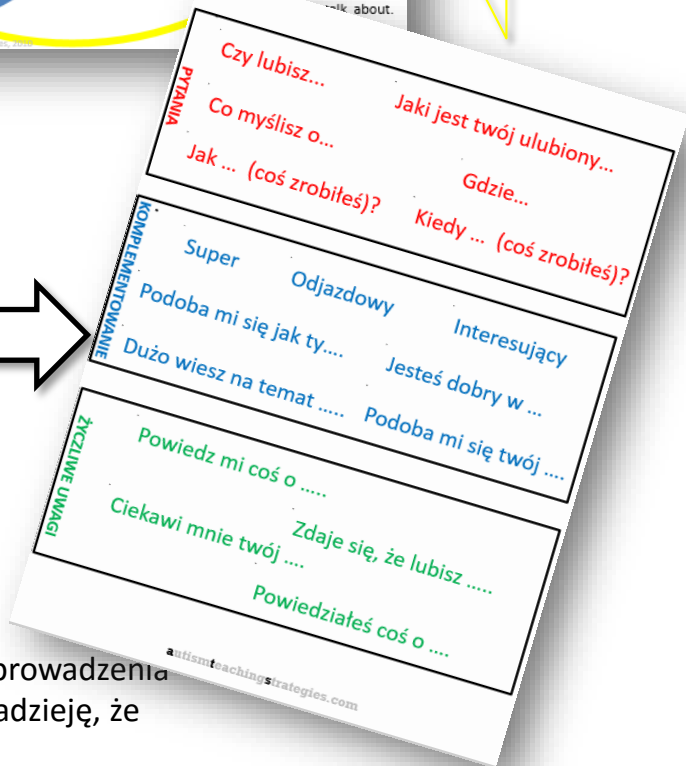 talk about.
as, 2010
PYTANIA
Czy lubisz...
Jaki jest twój ulubiony...
Co myślisz o...
Gdzie...
Jak ... (coś zrobiłeś)?
Kiedy ... (coś zrobiłeś)?
KOMPLEMENTOWANIE
Super
Odjazdowy
Interesujący
Podoba mi się jak ty....
Jesteś dobry w ...
Dużo wiesz na temat .....
Podoba mi się twój ....
ŻYCZLIWE UWAGI
Powiedz mi coś o .....
Ciekawi mnie twój ....
Zdaje się, że lubisz .....
Powiedziałeś coś o ....
autismteachingstrategies.com
prowadzenia
adzieję, że